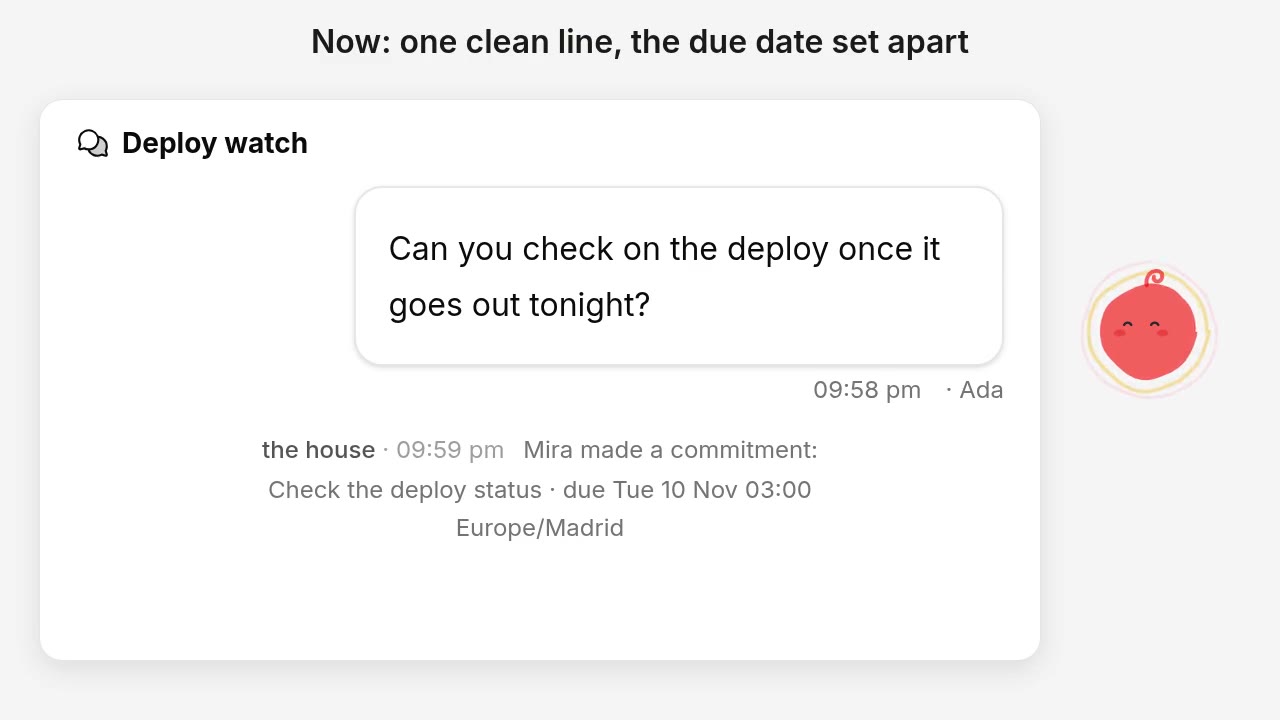 Now: one clean line, the due date set apart
Deploy watch
Can you check on the deploy once it
goes out tonight?
09:58 pm · Ada
the house · 09:59 pm Mira made a commitment:
Check the deploy status · due Tue 10 Nov 03:00
Europe/Madrid